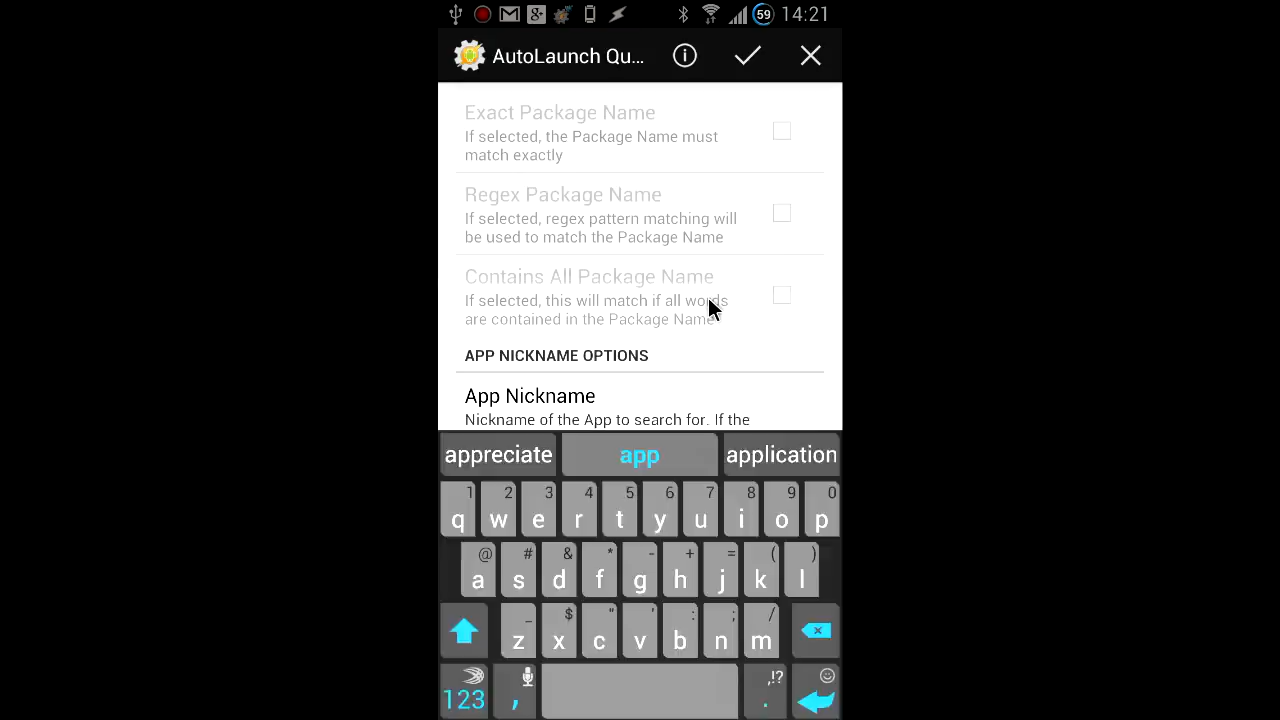 59 14:21
AutoLaunch Qu...
Exact Package Name
If selected, the Package Name must
match exactly
Regex Package Name
If selected, regex pattern matching will
be used to match the Package Name
Contains All Package Name
If selected, this will match if all words
are contained in the Package Name
APP NICKNAME OPTIONS
App Nickname
Nickname of the App to search for. If the
appreciate app application
1 2 3 4 5 6 7 8 9 0
q w e r t y u i o p
@ # & * - + = ( )
a s d f g h j k l
_ $ " ' : ; /
z x c v b n m
,!?
123 , .